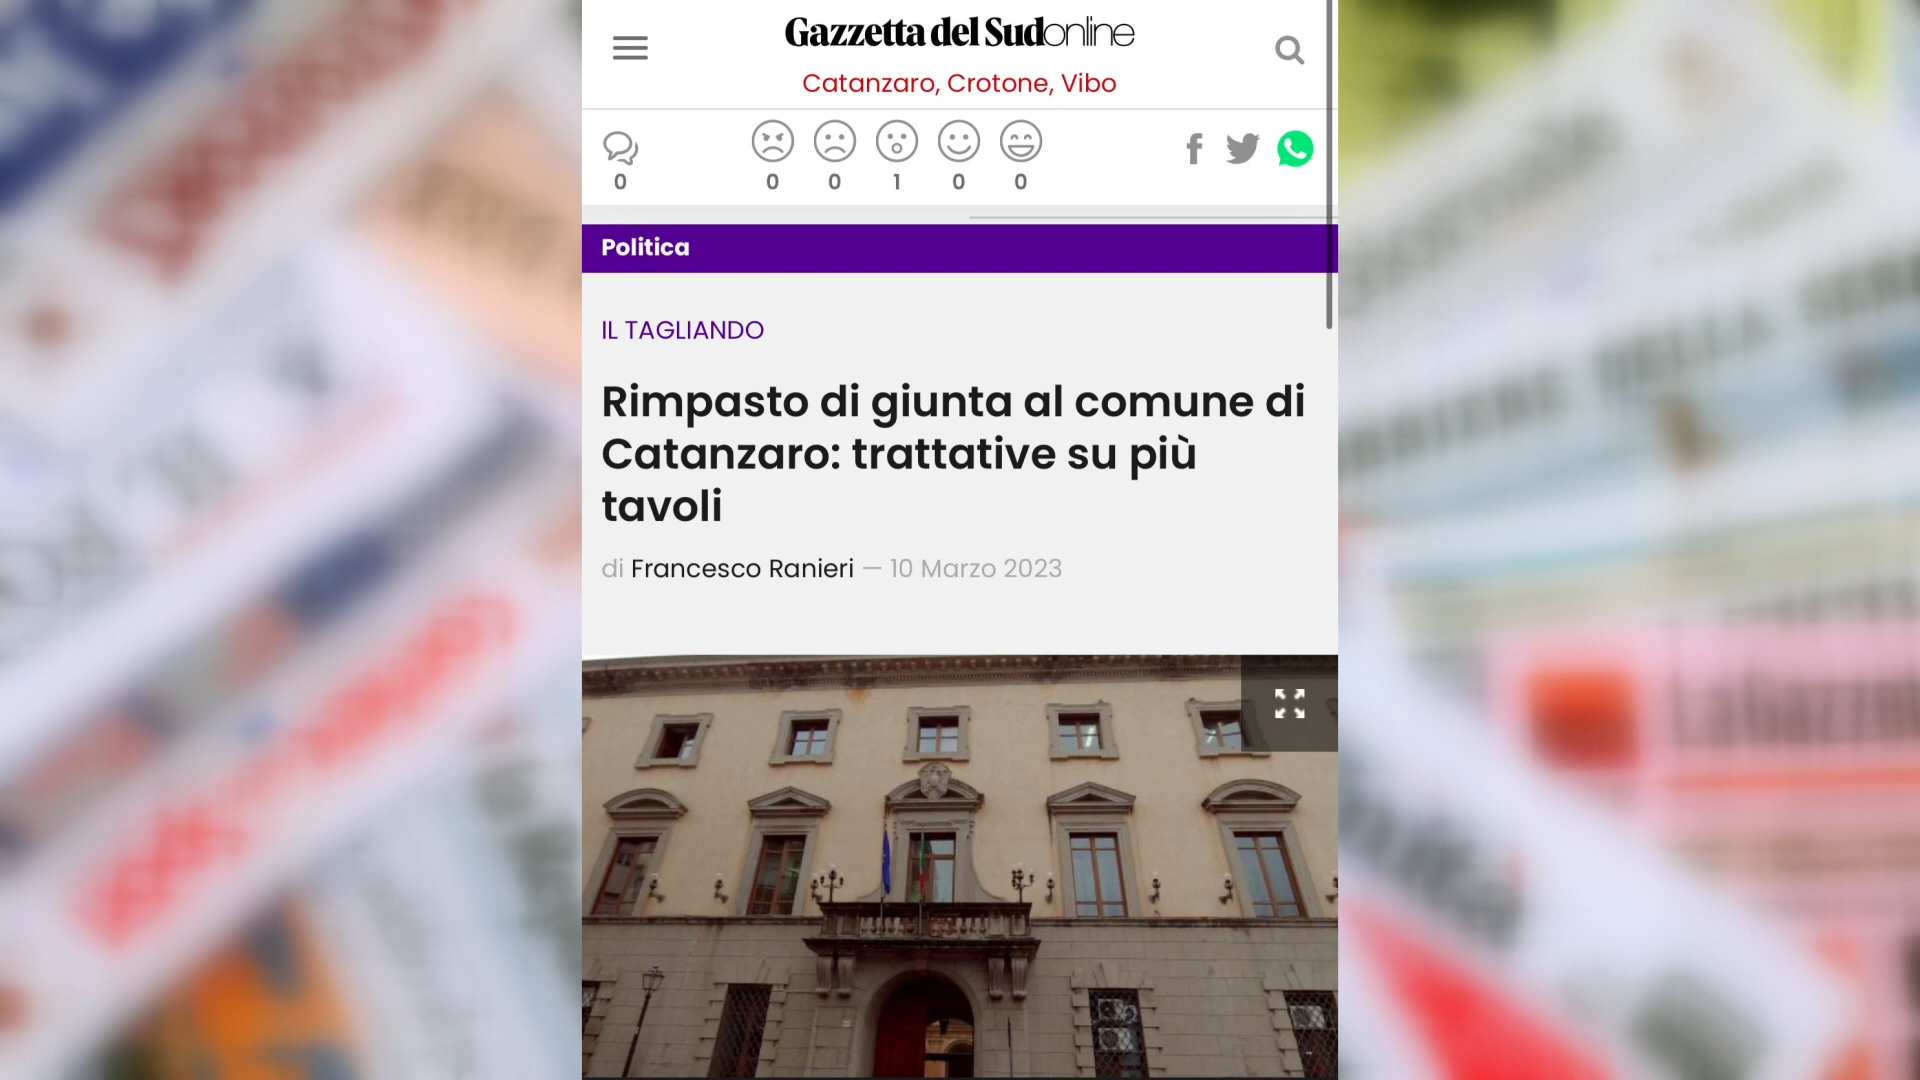 Gazzetta del Sudonline
Catanzaro, Crotone, Vibo
0 0 0 1 0 0
Politica
IL TAGLIANDO
Rimpasto di giunta al comune di
Catanzaro: trattative su più
tavoli
di Francesco Ranieri — 10 Marzo 2023